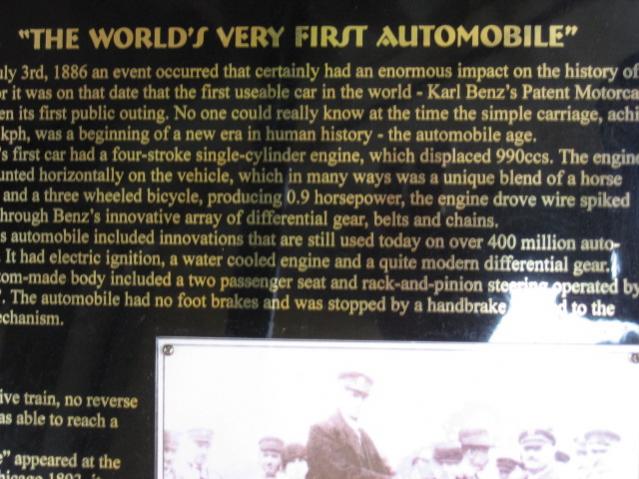 "THE WORLD'S VERY FIRST AUTOMOBILE"
uly 3rd, 1886 an event occurred that certainly had an enormous impact on the history of
or it was on that date that the first useable car in the world - Karl Benz's Patent Motorca
en its first public outing. No one could really know at the time the simple carriage, achi
kph, was a beginning of a new era in human history - the automobile age.
's first car had a four-stroke single-cylinder engine, which displaced 990ccs. The engin
unted horizontally on the vehicle, which in many ways was a unique blend of a horse
and a three wheeled bicycle, producing 0.9 horsepower, the engine drove wire spiked
hrough Benz's innovative array of differential gear, belts and chains.
s automobile included innovations that are still used today on over 400 million auto-
. It had electric ignition, a water cooled engine and a quite modern differential gear.
om-made body included a two passenger seat and rack-and-pinion steering operated by
". The automobile had no foot brakes and was stopped by a handbrake to the
echanism.
ive train, no reverse
as able to reach a
e" appeared at the
hicago 1893, it